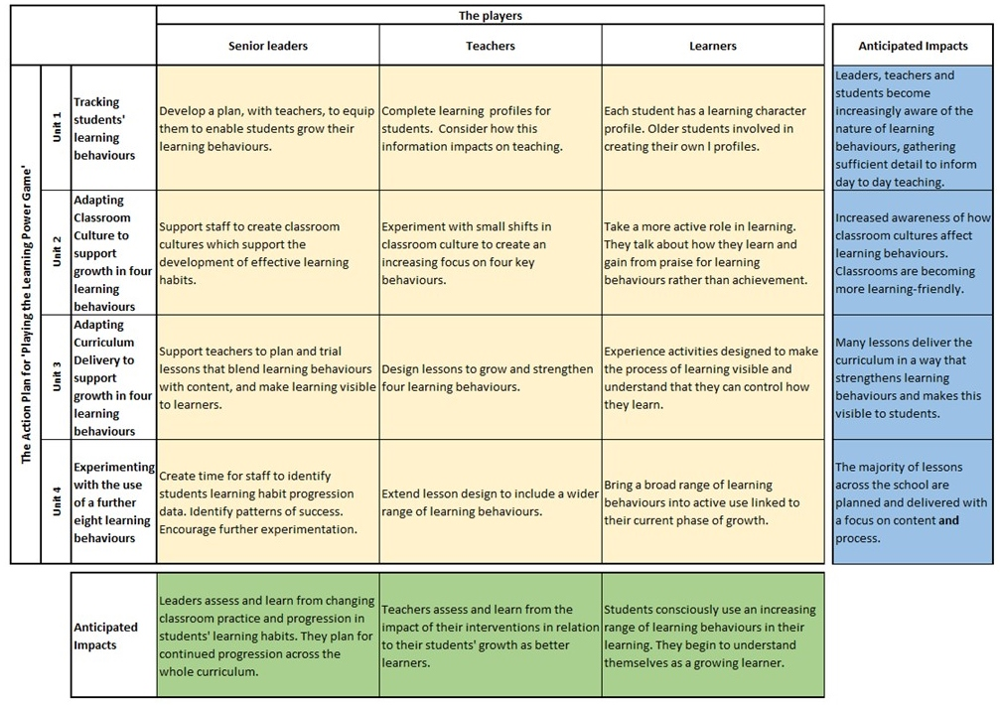 The players
Senior leaders
Teachers
Learners
Anticipated Impacts
The Action Plan for 'Playing the Learning Power Game'
Unit 1
Tracking
students'
learning
behaviours
Develop a plan, with teachers, to equip
them to enable students grow their
learning behaviours.
Complete learning profiles for
students. Consider how this
information impacts on teaching.
Each student has a learning character
profile. Older students involved in
creating their own l profiles.
Leaders, teachers and
students become
increasingly aware of the
nature of learning
behaviours, gathering
sufficient detail to inform
day to day teaching.
Unit 2
Adapting
Classroom
Culture to
support
growth in four
learning
behaviours
Support staff to create classroom
cultures which support the
development of effective learning
habits.
Experiment with small shifts in
classroom culture to create an
increasing focus on four key
behaviours.
Take a more active role in learning.
They talk about how they learn and
gain from praise for learning
behaviours rather than achievement.
Increased awareness of how
classroom cultures affect
learning behaviours.
Classrooms are becoming
more learning-friendly.
Unit 3
Adapting
Curriculum
Delivery to
support
growth in four
learning
behaviours
Support teachers to plan and trial
lessons that blend learning behaviours
with content, and make learning visible
to learners.
Design lessons to grow and strengthen
four learning behaviours.
Experience activities designed to make
the process of learning visible and
understand that they can control how
they learn.
Many lessons deliver the
curriculum in a way that
strengthens learning
behaviours and makes this
visible to students.
Unit 4
Experimenting
with the use
of a further
eight learning
behaviours
Create time for staff to identify
students learning habit progression
data. Identify patterns of success.
Encourage further experimentation.
Extend lesson design to include a wider
range of learning behaviours.
Bring a broad range of learning
behaviours into active use linked to
their current phase of growth.
The majority of lessons
across the school are
planned and delivered with
a focus on content and
process.
Anticipated
Impacts
Leaders assess and learn from changing
classroom practice and progression in
students' learning habits. They plan for
continued progression across the
whole curriculum.
Teachers assess and learn from the
impact of their interventions in relation
to their students' growth as better
learners.
Students consciously use an increasing
range of learning behaviours in their
learning. They begin to understand
themselves as a growing learner.